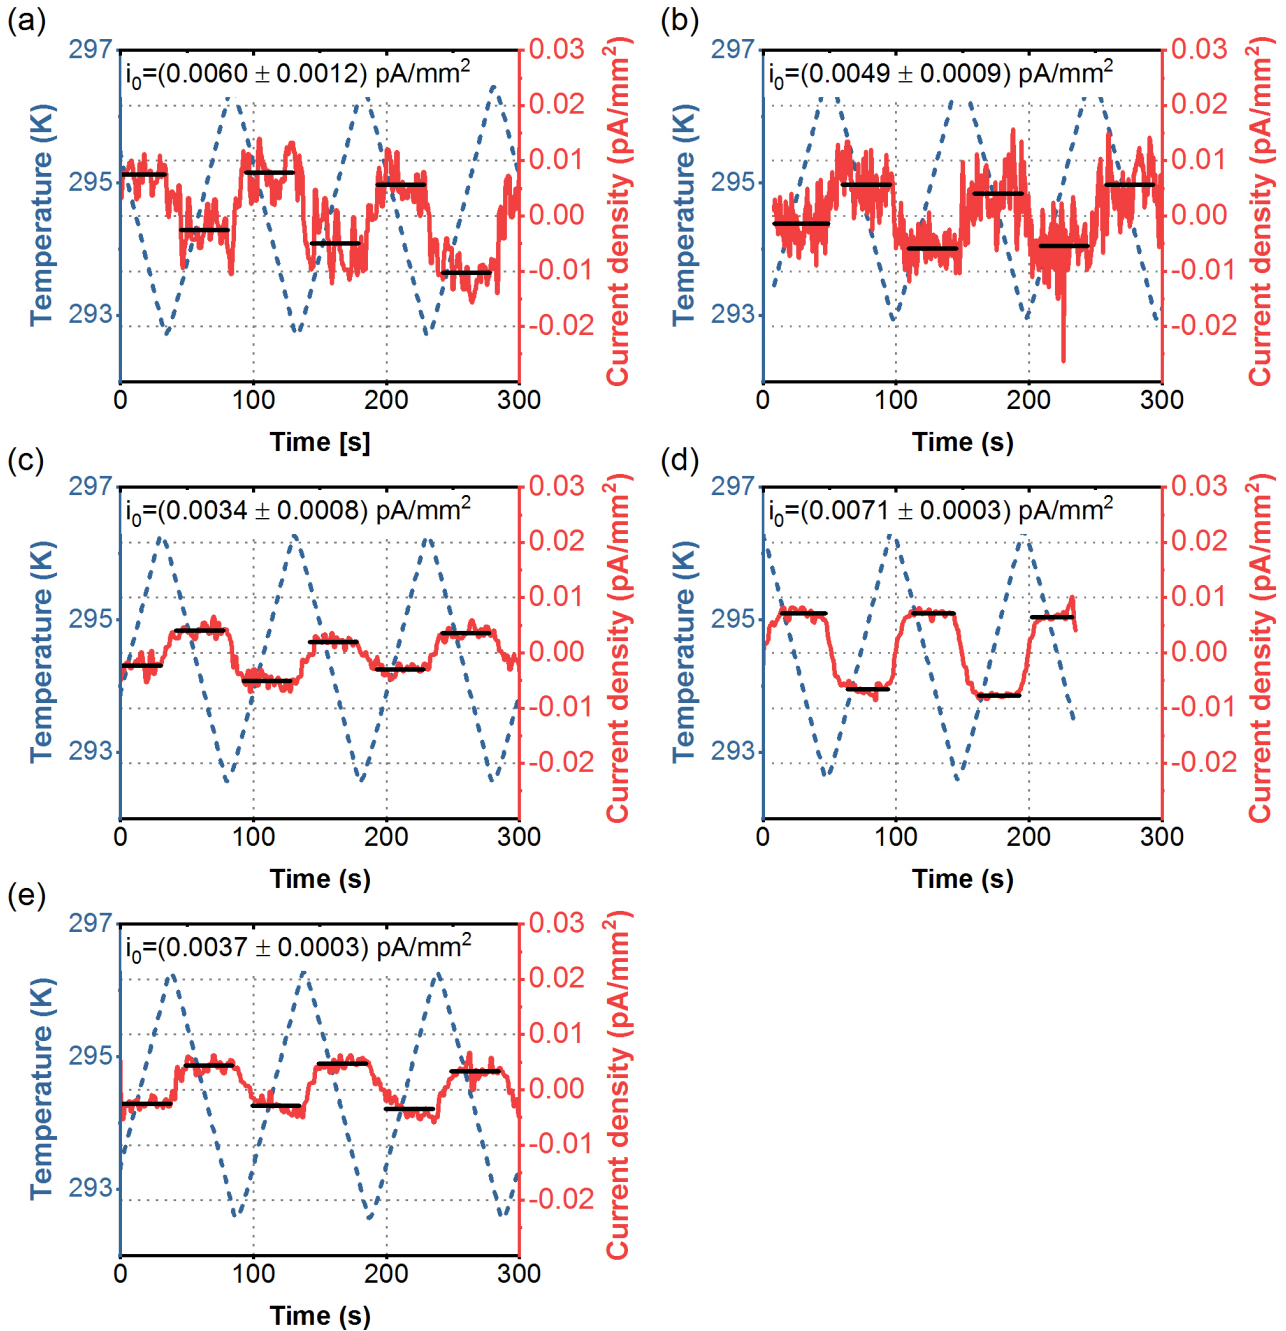 (a)
i₀=(0.0060 ± 0.0012) pA/mm²
Temperature (K)
297
295
293
0.03
0.02
0.01
0.00
-0.01
-0.02
Current density (pA/mm²)
0 100 200 300
Time [s]
(b)
i₀=(0.0049 ± 0.0009) pA/mm²
Temperature (K)
297
295
293
0.03
0.02
0.01
0.00
-0.01
-0.02
Current density (pA/mm²)
0 100 200 300
Time (s)
(c)
i₀=(0.0034 ± 0.0008) pA/mm²
Temperature (K)
297
295
293
0.03
0.02
0.01
0.00
-0.01
-0.02
Current density (pA/mm²)
0 100 200 300
Time (s)
(d)
i₀=(0.0071 ± 0.0003) pA/mm²
Temperature (K)
297
295
293
0.03
0.02
0.01
0.00
-0.01
-0.02
Current density (pA/mm²)
0 100 200 300
Time (s)
(e)
i₀=(0.0037 ± 0.0003) pA/mm²
Temperature (K)
297
295
293
0.03
0.02
0.01
0.00
-0.01
-0.02
Current density (pA/mm²)
0 100 200 300
Time (s)